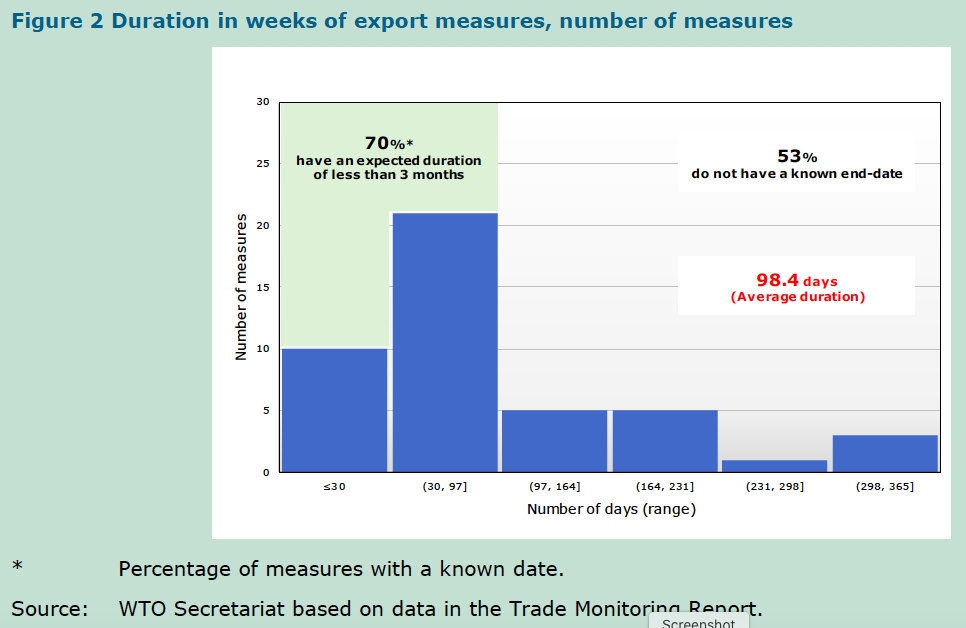 Figure 2 Duration in weeks of export measures, number of measures
30
25
20
15
10
5
0
Number of measures
70%*
have an expected duration
of less than 3 months
53%
do not have a known end-date
98.4 days
(Average duration)
≤30
(30, 97]
(97, 164]
(164, 231]
(231, 298]
(298, 365]
Number of days (range)
* Percentage of measures with a known date.
Source: WTO Secretariat based on data in the Trade Monitoring Report.
Screenshot